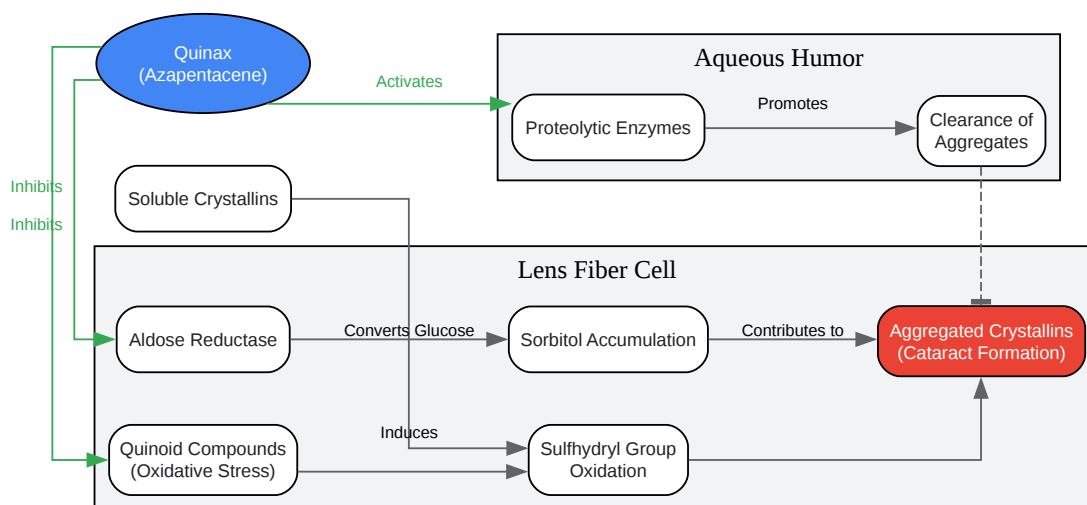 Quinax
(Azapentacene)
Activates
Aqueous Humor
Proteolytic Enzymes
Promotes
Clearance of
Aggregates
Inhibits
Inhibits
Soluble Crystallins
Lens Fiber Cell
Aldose Reductase
Converts Glucose
Sorbitol Accumulation
Contributes to
Aggregated Crystallins
(Cataract Formation)
Quinoid Compounds
(Oxidative Stress)
Induces
Sulfhydryl Group
Oxidation